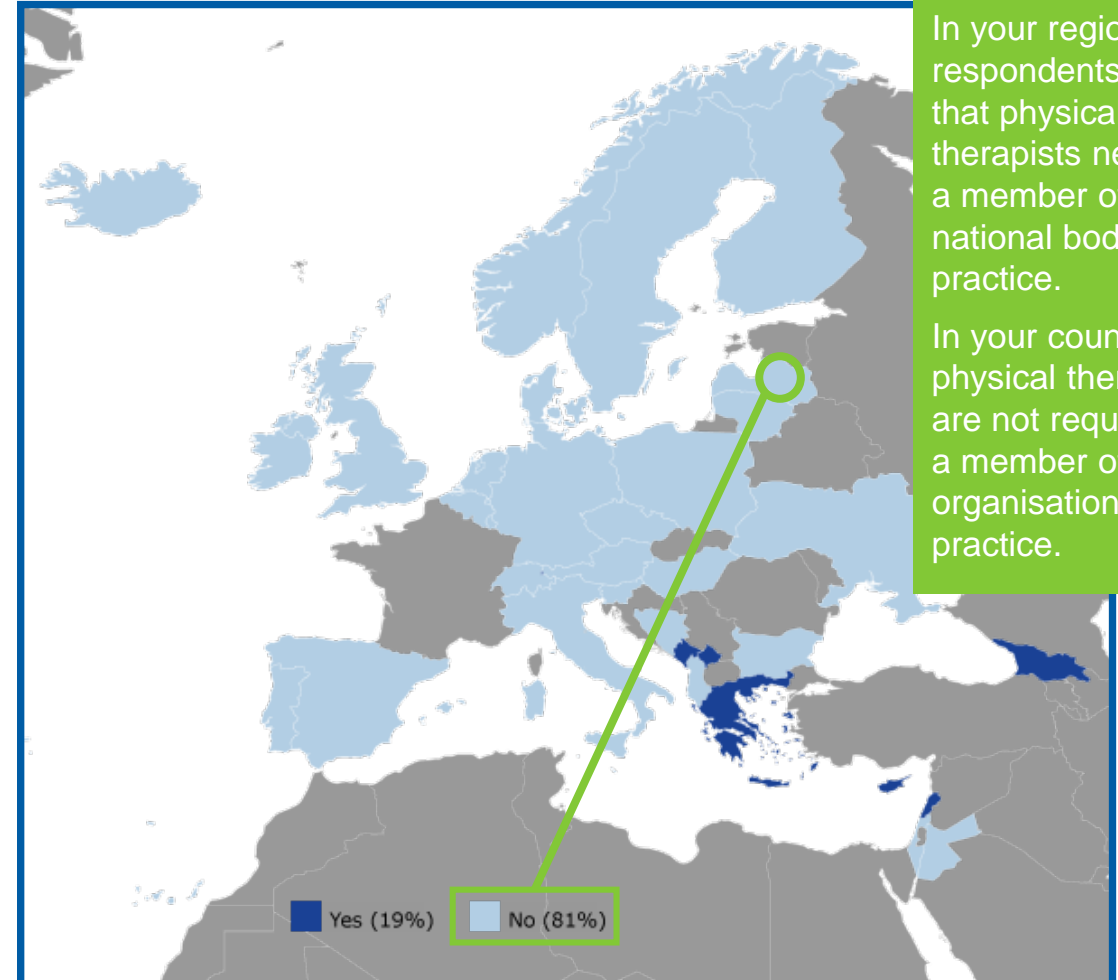 In your regio
respondents
that physica
therapists ne
a member o
national bod
practice.
In your coun
physical ther
are not requ
a member o
organisation
practice.
Yes (19%)
No (81%)